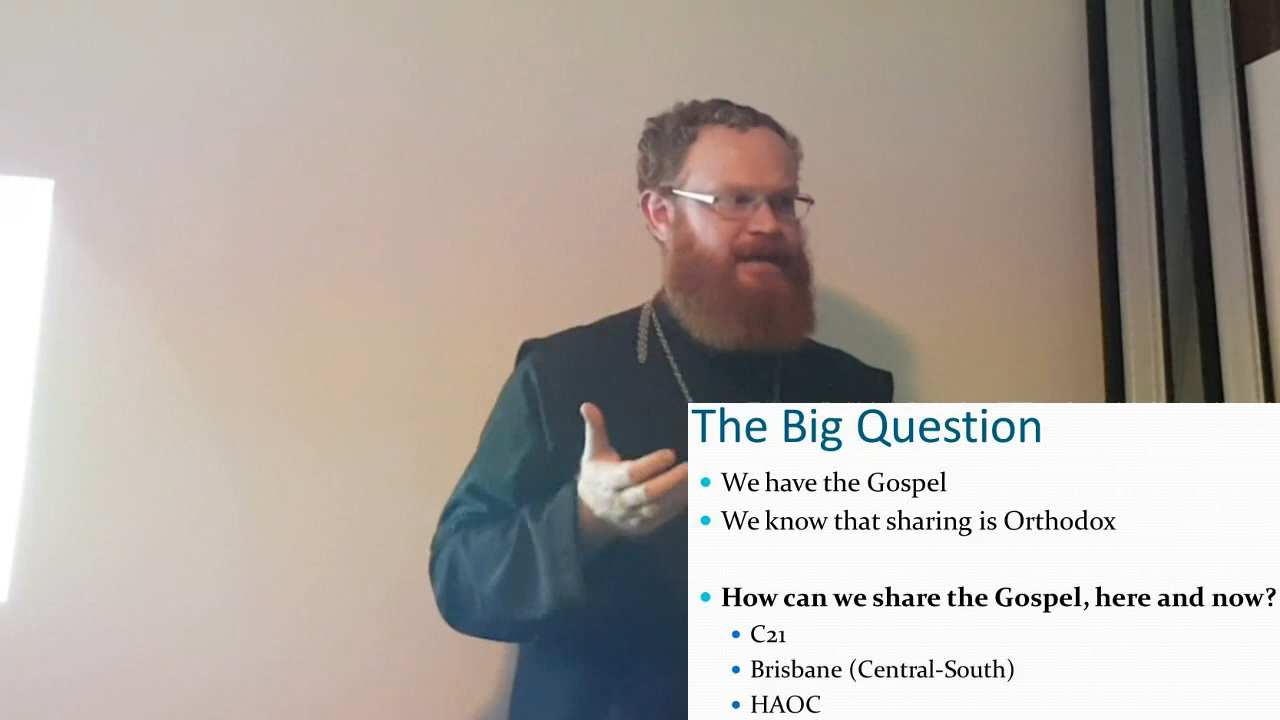 The Big Question
We have the Gospel
We know that sharing is Orthodox
How can we share the Gospel, here and now?
C21
Brisbane (Central-South)
HAOC